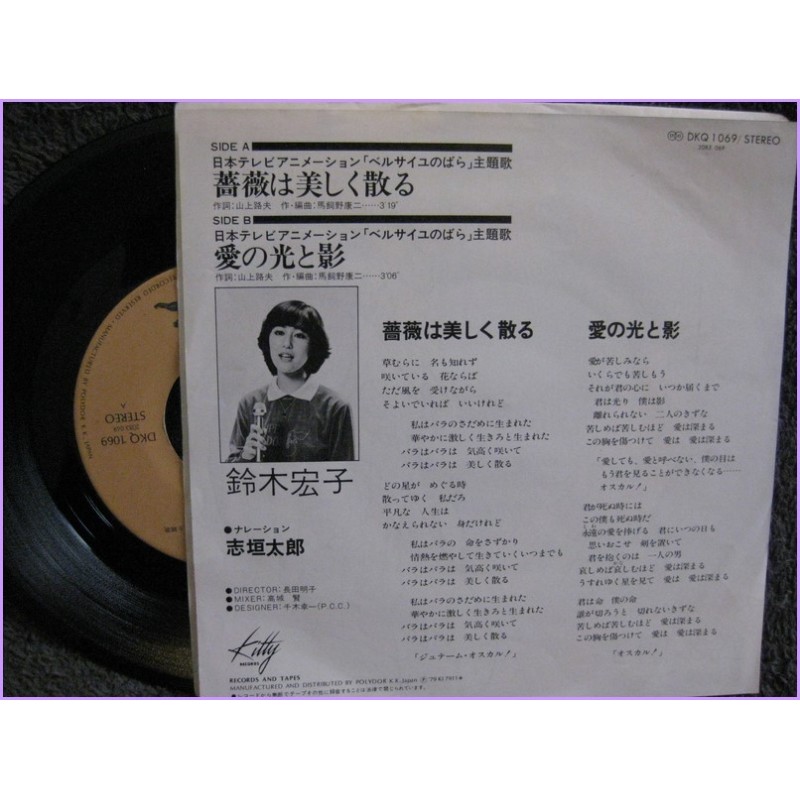 DKQ 1069/STEREO
2DKF 069
SIDE A
日本テレビアニメーション「ベルサイユのばら」主題歌
薔薇は美しく散る
作詞:山上路夫 作・編曲:馬飼野康二……3'19"
SIDE B
日本テレビアニメーション「ベルサイユのばら」主題歌
愛の光と影
作詞:山上路夫 作・編曲:馬飼野康二……3'06"
鈴木宏子
●ナレーション
志垣太郎
●DIRECTOR:長田明子
●MIXER:高城 賢
●DESIGNER:千木卓一(P.C.C.)
Kitty
RECORDS
RECORDS AND TAPES
MANUFACTURED AND DISTRIBUTED BY POLYDOR K.K.,Japan
薔薇は美しく散る
草むらに 名も知れず
咲いている 花ならば
ただ風を 受けながら
そよいでいれば いいけれど
私はバラのさだめに生まれた
華やかに激しく生きろと生まれた
バラはバラは 気高く咲いて
バラはバラは 美しく散る
どの星が めぐる時
散ってゆく 私だろ
平凡な 人生は
かなえられない 身だけれど
私はバラの 命をさずかり
情熱を燃やして生きていくいつまでも
バラはバラは 気高く咲いて
バラはバラは 美しく散る
私はバラのさだめに生まれた
華やかに激しく生きろと生まれた
バラはバラは 気高く咲いて
バラはバラは 美しく散る
「ジュテーム・オスカル!」
愛の光と影
愛が苦しみなら
いくらでも苦しもう
それが君の心に いつか届くまで
君は光り 僕は影
離れられない 二人のきずな
苦しめば苦しむほど 愛は深まる
この胸を傷つけて 愛は 愛は深まる
「愛しても、愛と呼べない、僕の目は
もう君を見ることができなくなる……
オスカル!」
君が死ぬ時には
この僕も死ぬ時だ
永遠の愛を捧げる 君にいつの日も
思いおこせ 剣を置いて
君を抱くのは 一人の男
哀しめば哀しむほど 愛は深まる
うすれゆく星を見て 愛は 愛は深まる
君は命 僕の命
誰が切ろうと 切れないきずな
苦しめば苦しむほど 愛は深まる
この胸を傷つけて 愛は 愛は深まる
「オスカル!」
DKQ 1069
STEREO
A